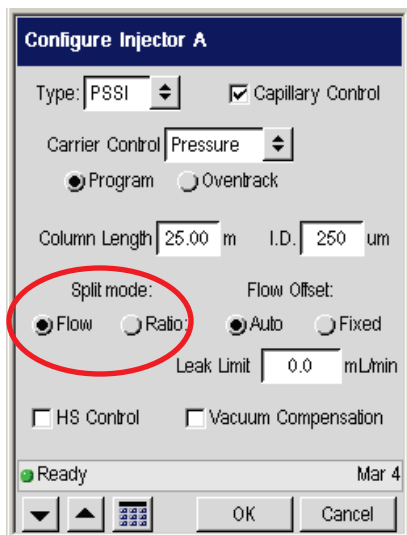 Configure Injector A
Type: PSSI Capillary Control
Carrier Control Pressure
Program Oventrack
Column Length 25.00 m I.D. 250 um
Split mode: Flow Offset:
Flow Ratio: Auto Fixed
Leak Limit 0.0 mL/min
HS Control Vacuum Compensation
Ready Mar 4
OK Cancel